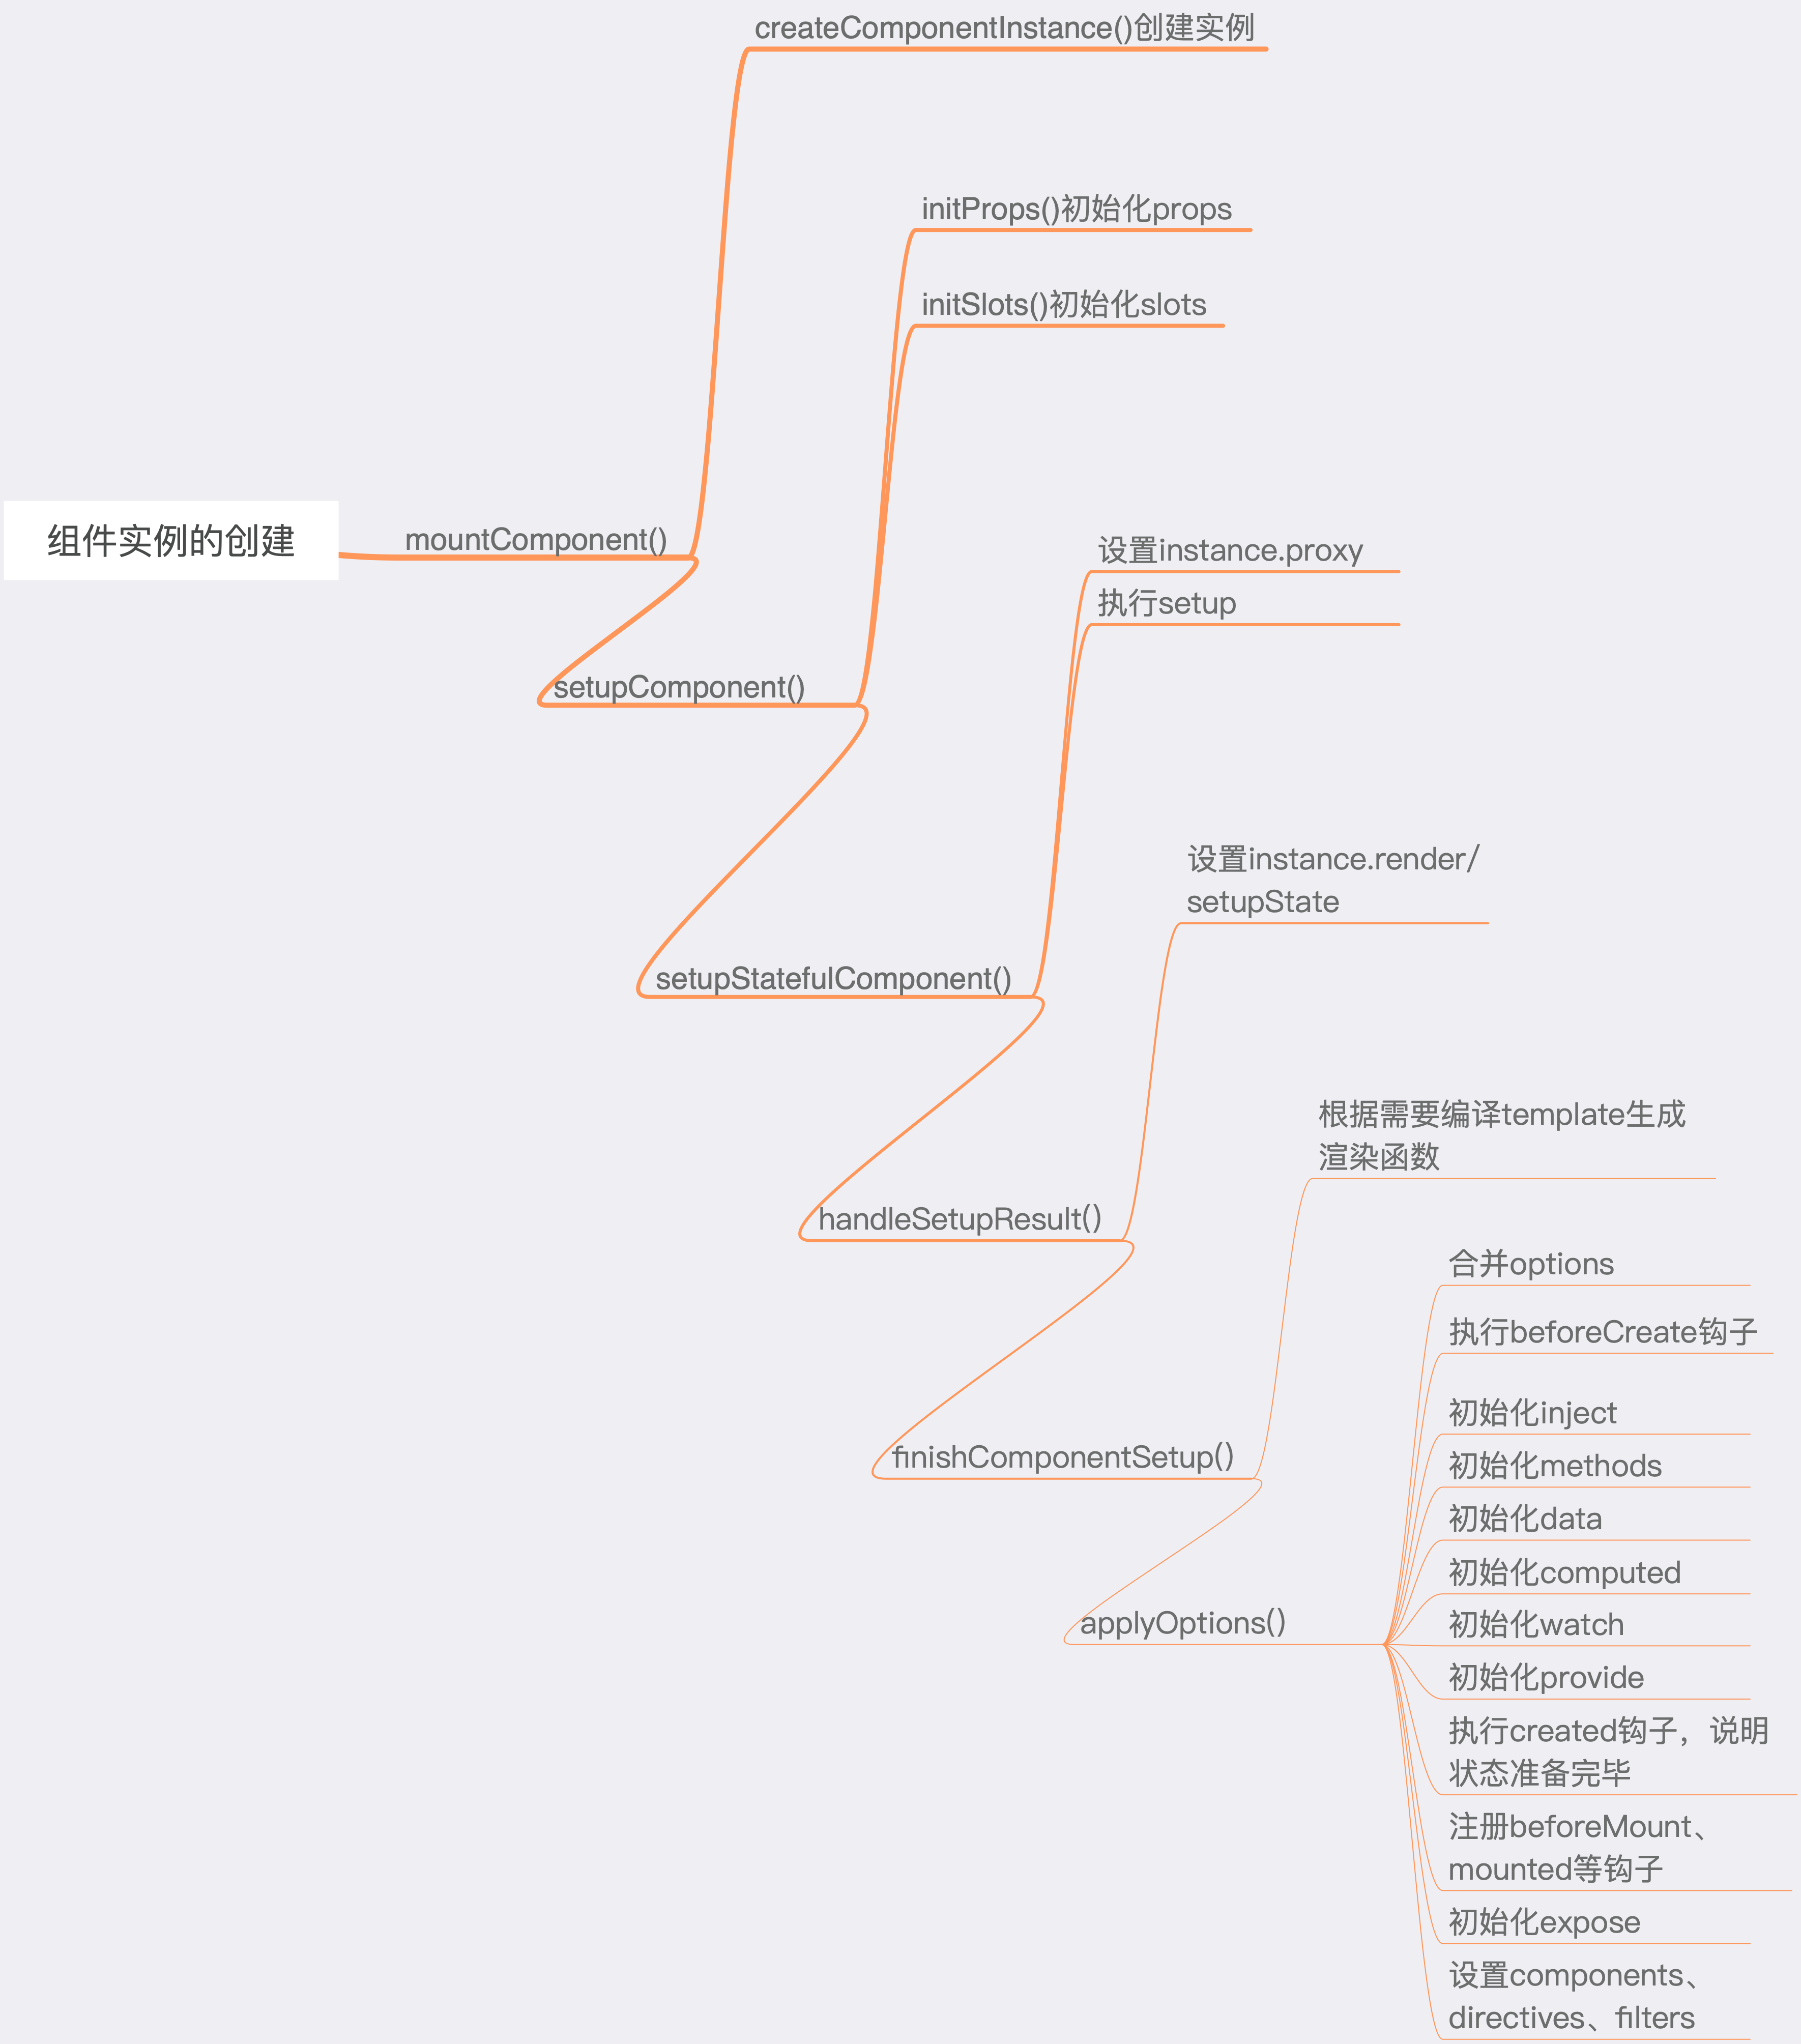 createComponentInstance()创建实例
initProps()初始化props
initSlots()初始化slots
组件实例的创建
mountComponent()
设置instance.proxy
执行setup
setupComponent()
设置instance.render/
setupState
setupStatefulComponent()
根据需要编译template生成
渲染函数
handleSetupResult()
合并options
执行beforeCreate钩子
初始化inject
finishComponentSetup()
初始化methods
初始化data
初始化computed
applyOptions()
初始化watch
初始化provide
执行created钩子，说明
状态准备完毕
注册beforeMount、
mounted等钩子
初始化expose
设置components、
directives、filters